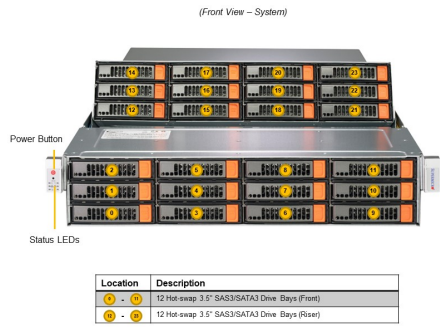 (Front View – System)
14 17 20 23
13 16 19 22
12 15 18 21
Power Button
2 5 8 11
1 4 7 10
0 3 6 9
Status LEDs
Location Description
- 11 12 Hot-swap 3.5" SAS3/SATA3 Drive Bays (Front)
12 - 12 Hot-swap 3.5" SAS3/SATA3 Drive Bays (Riser)